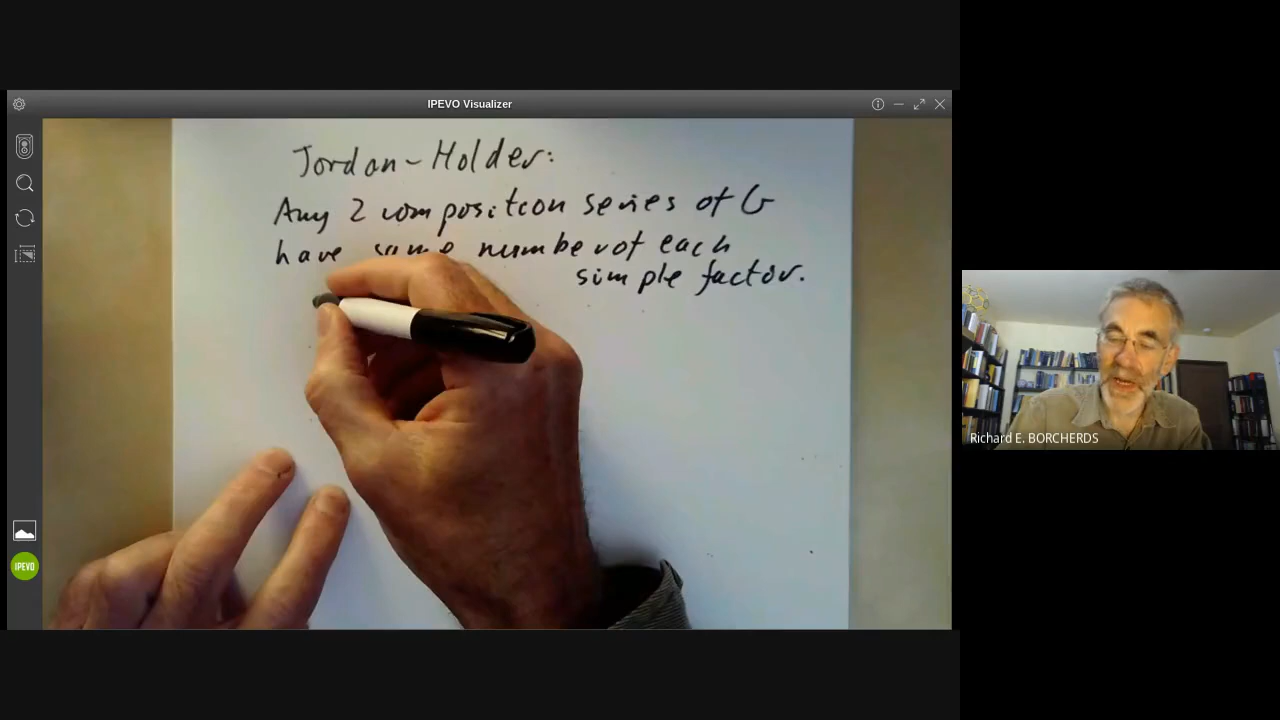 IPEVO Visualizer
Jordan-Holder:
Any 2 composition series of G
have same number of each
simple factor.
Richard E. BORCHERDS
IPEVO